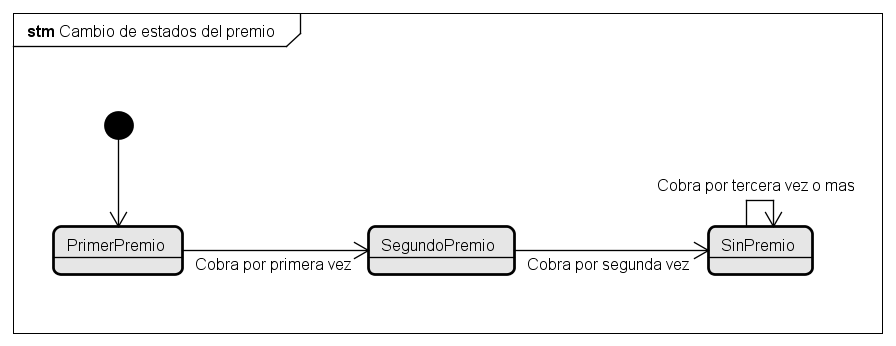 stm Cambio de estados del premio
Cobra por tercera vez o mas
PrimerPremio
SegundoPremio
SinPremio
Cobra por primera vez
Cobra por segunda vez